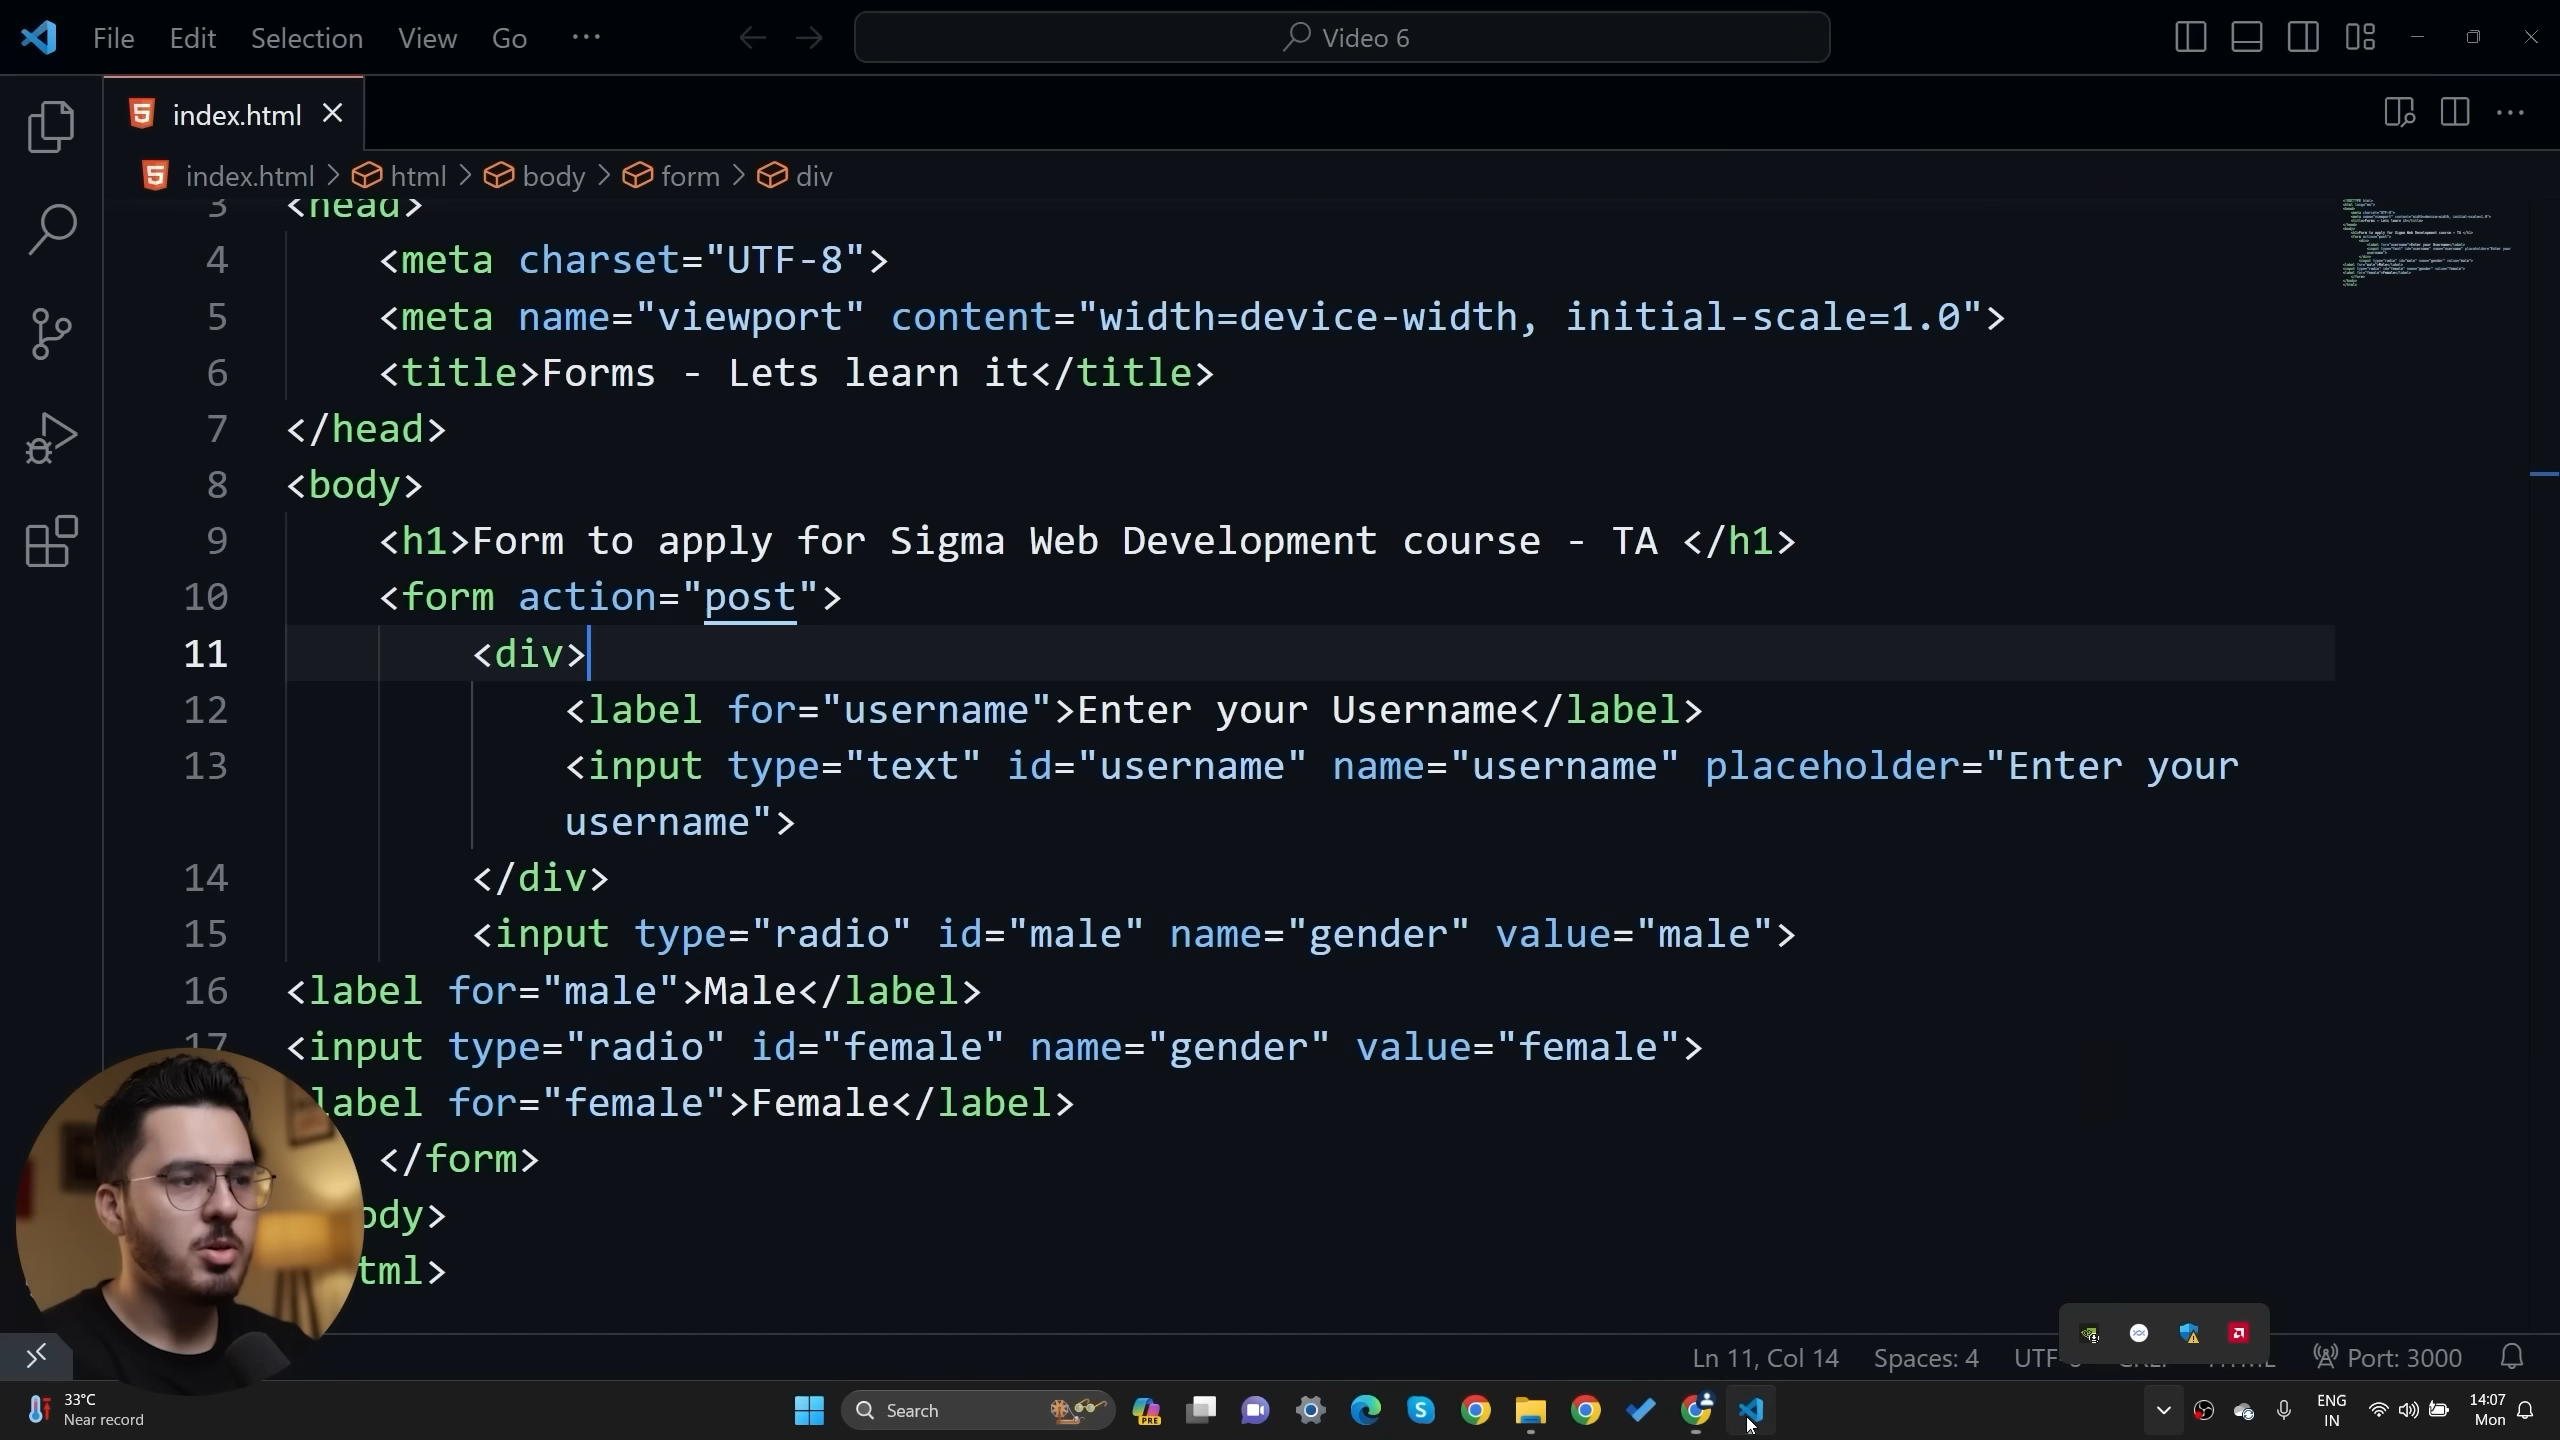 File Edit Selection View Go ···
Video 6
index.html
index.html > html > body > form > div
3 <head>
4 <meta charset="UTF-8">
5 <meta name="viewport" content="width=device-width, initial-scale=1.0">
6 <title>Forms - Lets learn it</title>
7 </head>
8 <body>
9 <h1>Form to apply for Sigma Web Development course - TA </h1>
10 <form action="post">
11 <div>
12 <label for="username">Enter your Username</label>
13 <input type="text" id="username" name="username" placeholder="Enter your
username">
14 </div>
15 <input type="radio" id="male" name="gender" value="male">
16 <label for="male">Male</label>
17 <input type="radio" id="female" name="gender" value="female">
label for="female">Female</label>
</form>
ody>
tml>
Ln 11, Col 14 Spaces: 4 Port: 3000
33°C
Near record
Search
PRE
ENG
IN
14:07
Mon